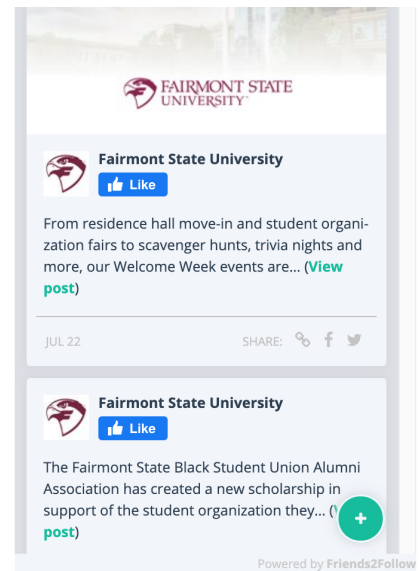 FAIRMONT STATE
UNIVERSITY
Fairmont State University
Like
From residence hall move-in and student organi-
zation fairs to scavenger hunts, trivia nights and
more, our Welcome Week events are... (View
post)
JUL 22 SHARE:
Fairmont State University
Like
The Fairmont State Black Student Union Alumni
Association has created a new scholarship in
support of the student organization they... (
post)
Powered by Friends2Follow